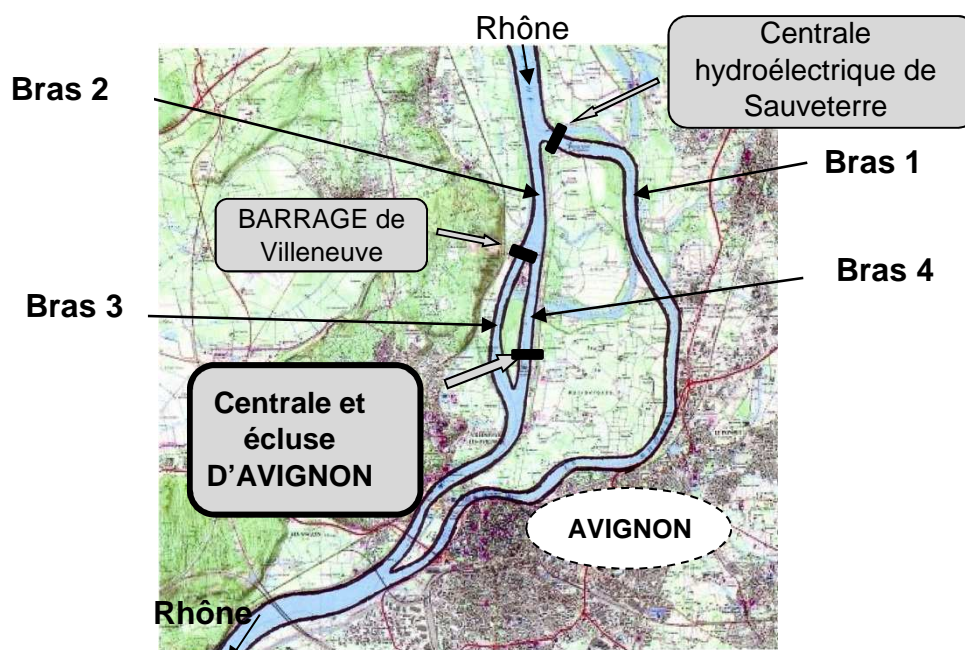 Rhône
Centrale
hydroélectrique de
Sauveterre
Bras 2
Bras 1
BARRAGE de
Villeneuve
Bras 4
Bras 3
Centrale et
écluse
D'AVIGNON
AVIGNON
Rhône